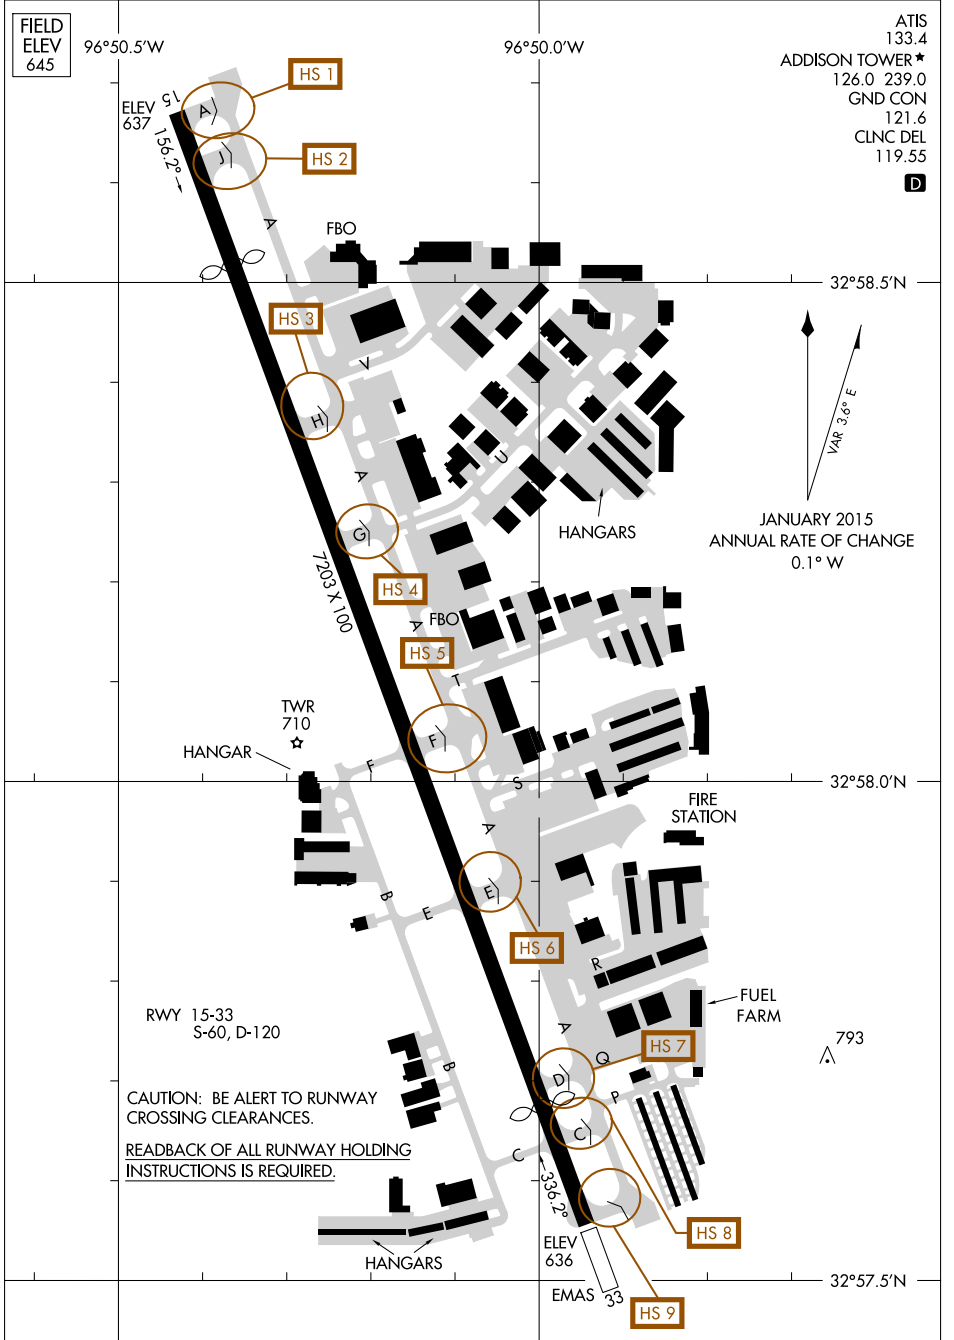 FIELD
ELEV
645
96°50.5'W
96°50.0'W
ATIS
133.4
ADDISON TOWER★
126.0 239.0
GND CON
121.6
CLNC DEL
119.55
D
HS 1
15
ELEV
637
A
156.2°
J
HS 2
A
FBO
32°58.5'N
HS 3
V
H
VAR 3.6° E
A
U
HANGARS
JANUARY 2015
ANNUAL RATE OF CHANGE
0.1° W
G
7203 X 100
HS 4
A
FBO
HS 5
T
TWR
710
F
HANGAR
F
S
32°58.0'N
FIRE
STATION
A
E
B
E
HS 6
R
FUEL
FARM
RWY 15-33
S-60, D-120
A
Q
HS 7
793
B
D
P
CAUTION: BE ALERT TO RUNWAY
CROSSING CLEARANCES.
C
READBACK OF ALL RUNWAY HOLDING
INSTRUCTIONS IS REQUIRED.
C
336.2°
HS 8
ELEV
636
HANGARS
32°57.5'N
EMAS
33
HS 9